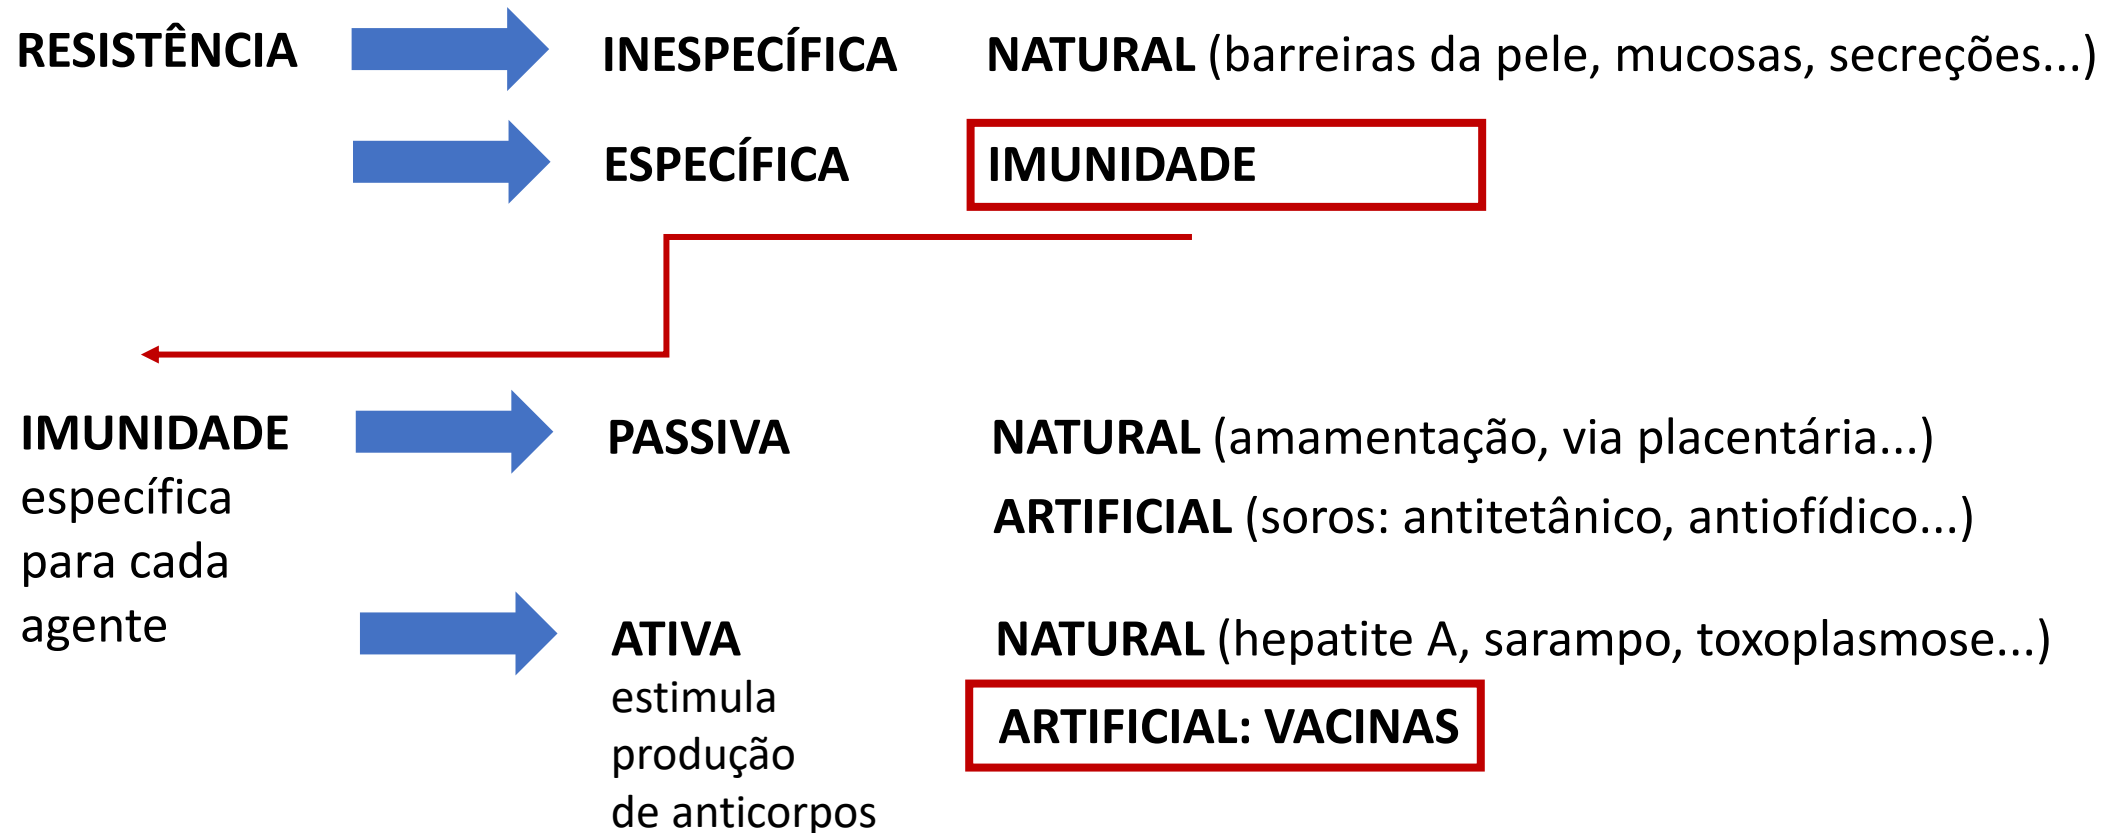 RESISTÊNCIA INESPECÍFICA NATURAL (barreiras da pele, mucosas, secreções...)
ESPECÍFICA IMUNIDADE
IMUNIDADE
específica
para cada
agente
PASSIVA NATURAL (amamentação, via placentária...)
ARTIFICIAL (soros: antitetânico, antiofídico...)
ATIVA
estimula
produção
de anticorpos
NATURAL (hepatite A, sarampo, toxoplasmose...)
ARTIFICIAL: VACINAS